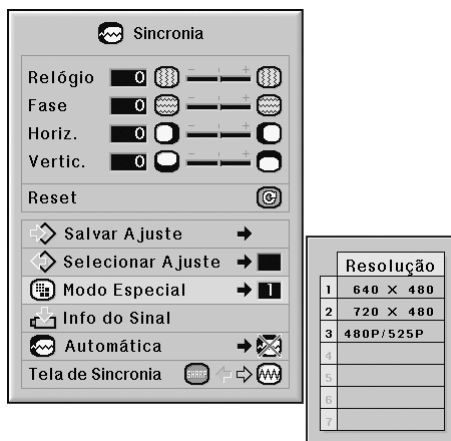 Sincronia
Relógio 0 - +
Fase 0 - +
Horiz. 0 - +
Vertic. 0 - +
Reset
Salvar Ajuste
Selecionar Ajuste
Modo Especial 1
Info do Sinal
Automática
Tela de Sincronia SHARP
Resolução
1 640 × 480
2 720 × 480
3 480P/525P
4
5
6
7